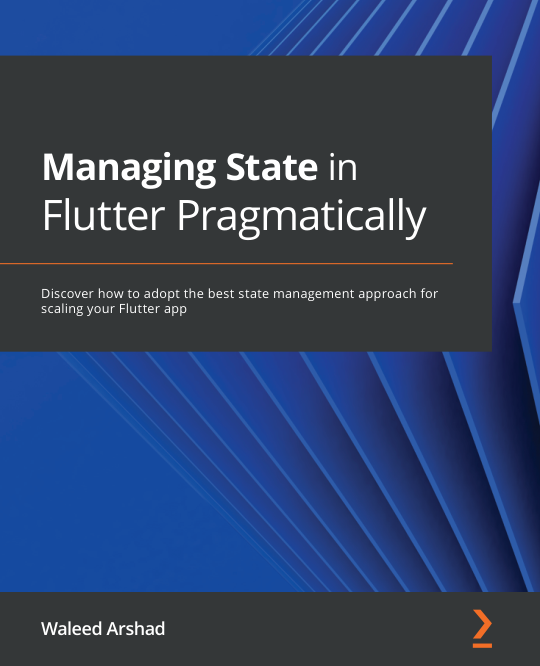 Managing State in
Flutter Pragmatically
Discover how to adopt the best state management approach for
scaling your Flutter app
Waleed Arshad